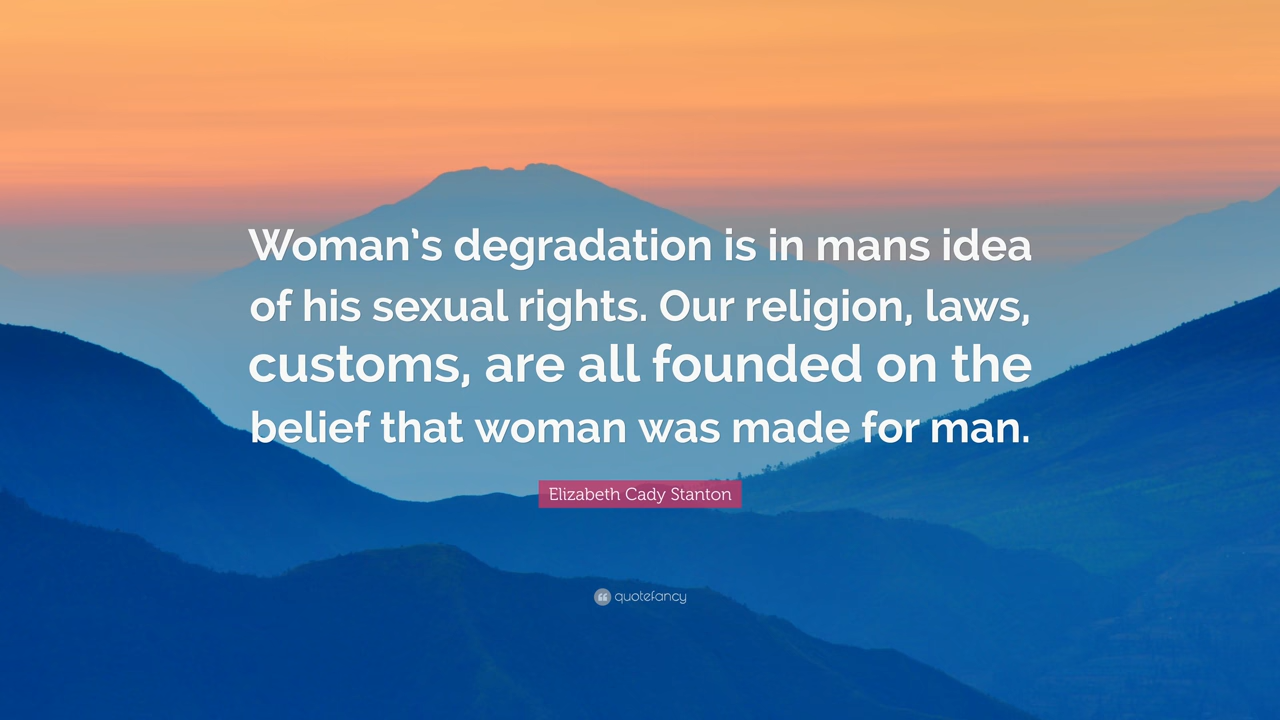 Woman’s degradation is in mans idea
of his sexual rights. Our religion, laws,
customs, are all founded on the
belief that woman was made for man.
Elizabeth Cady Stanton
quotefancy